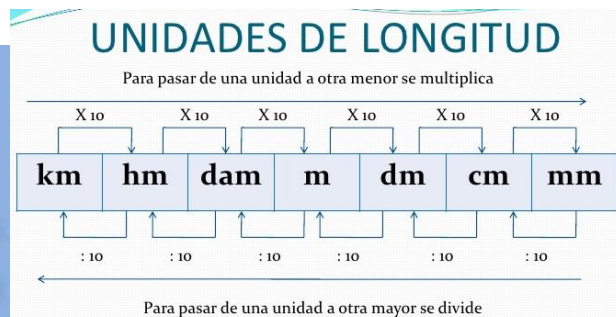 UNIDADES DE LONGITUD
Para pasar de una unidad a otra menor se multiplica
X 10 X 10 X 10 X 10 X 10 X 10
km hm dam m dm cm mm
: 10 : 10 : 10 : 10 : 10 : 10
Para pasar de una unidad a otra mayor se divide